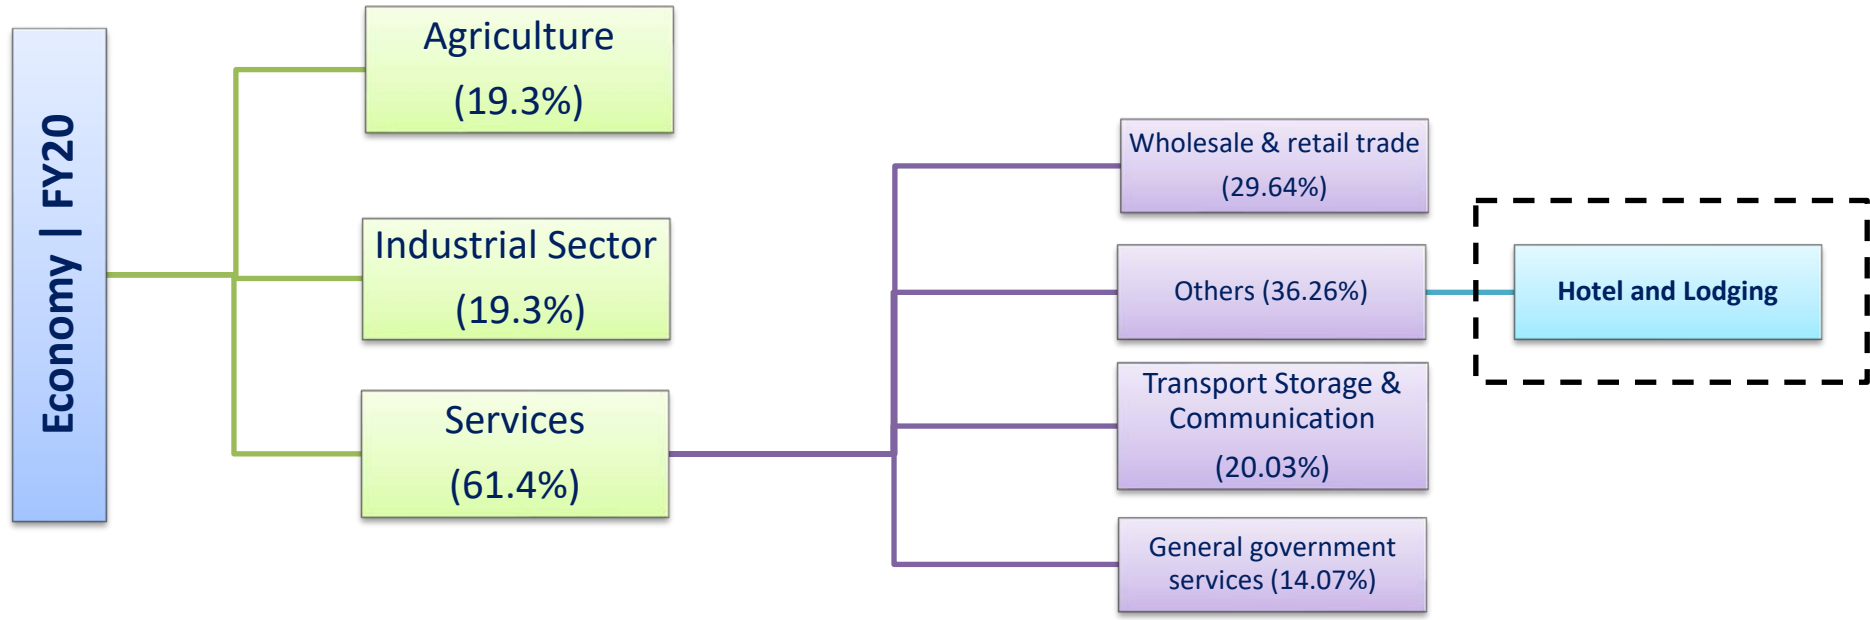 Economy | FY20
Agriculture
(19.3%)
Industrial Sector
(19.3%)
Services
(61.4%)
Wholesale & retail trade
(29.64%)
Others (36.26%)
Transport Storage &
Communication
(20.03%)
General government
services (14.07%)
Hotel and Lodging